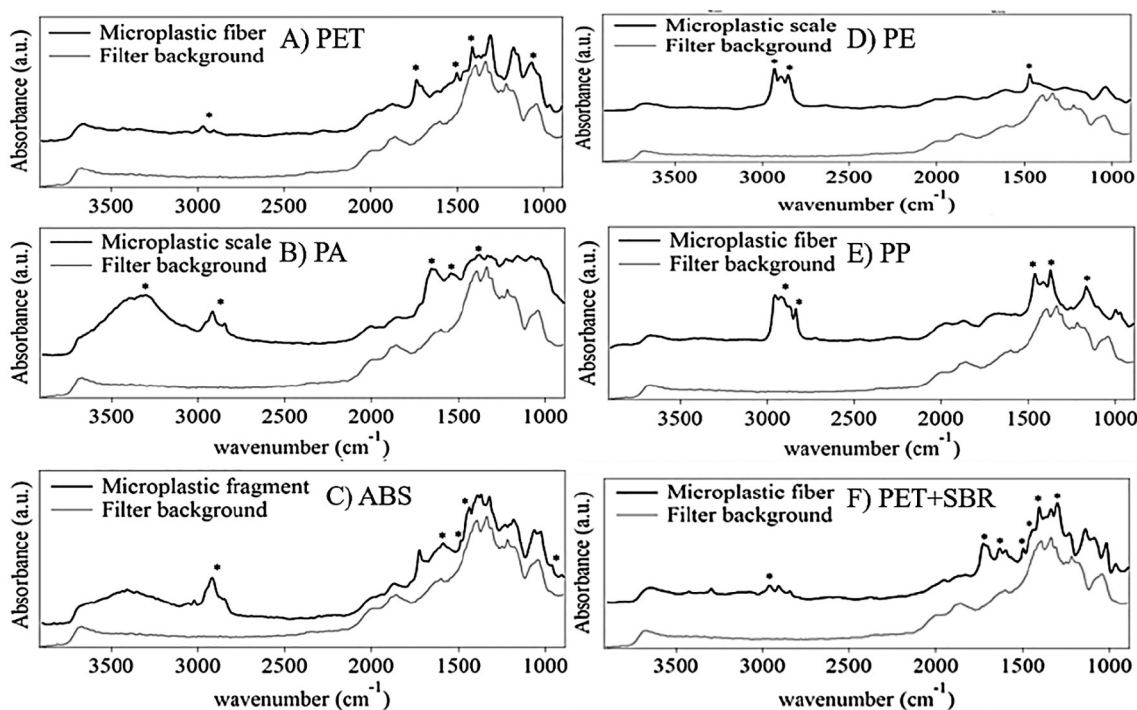 Microplastic fiber
Filter background
A) PET
*
*
*
*
*
Absorbance (a.u.)
3500 3000 2500 2000 1500 1000
wavenumber (cm-1)
Microplastic scale
Filter background
B) PA
*
*
*
*
*
Absorbance (a.u.)
3500 3000 2500 2000 1500 1000
wavenumber (cm-1)
Microplastic fragment
Filter background
C) ABS
*
*
*
*
*
Absorbance (a.u.)
3500 3000 2500 2000 1500 1000
wavenumber (cm-1)
Microplastic scale
Filter background
D) PE
*
*
*
Absorbance (a.u.)
3500 3000 2500 2000 1500 1000
wavenumber (cm-1)
Microplastic fiber
Filter background
E) PP
*
*
*
*
*
Absorbance (a.u.)
3500 3000 2500 2000 1500 1000
wavenumber (cm-1)
Microplastic fiber
Filter background
F) PET+SBR
*
*
*
*
*
*
*
Absorbance (a.u.)
3500 3000 2500 2000 1500 1000
wavenumber (cm-1)